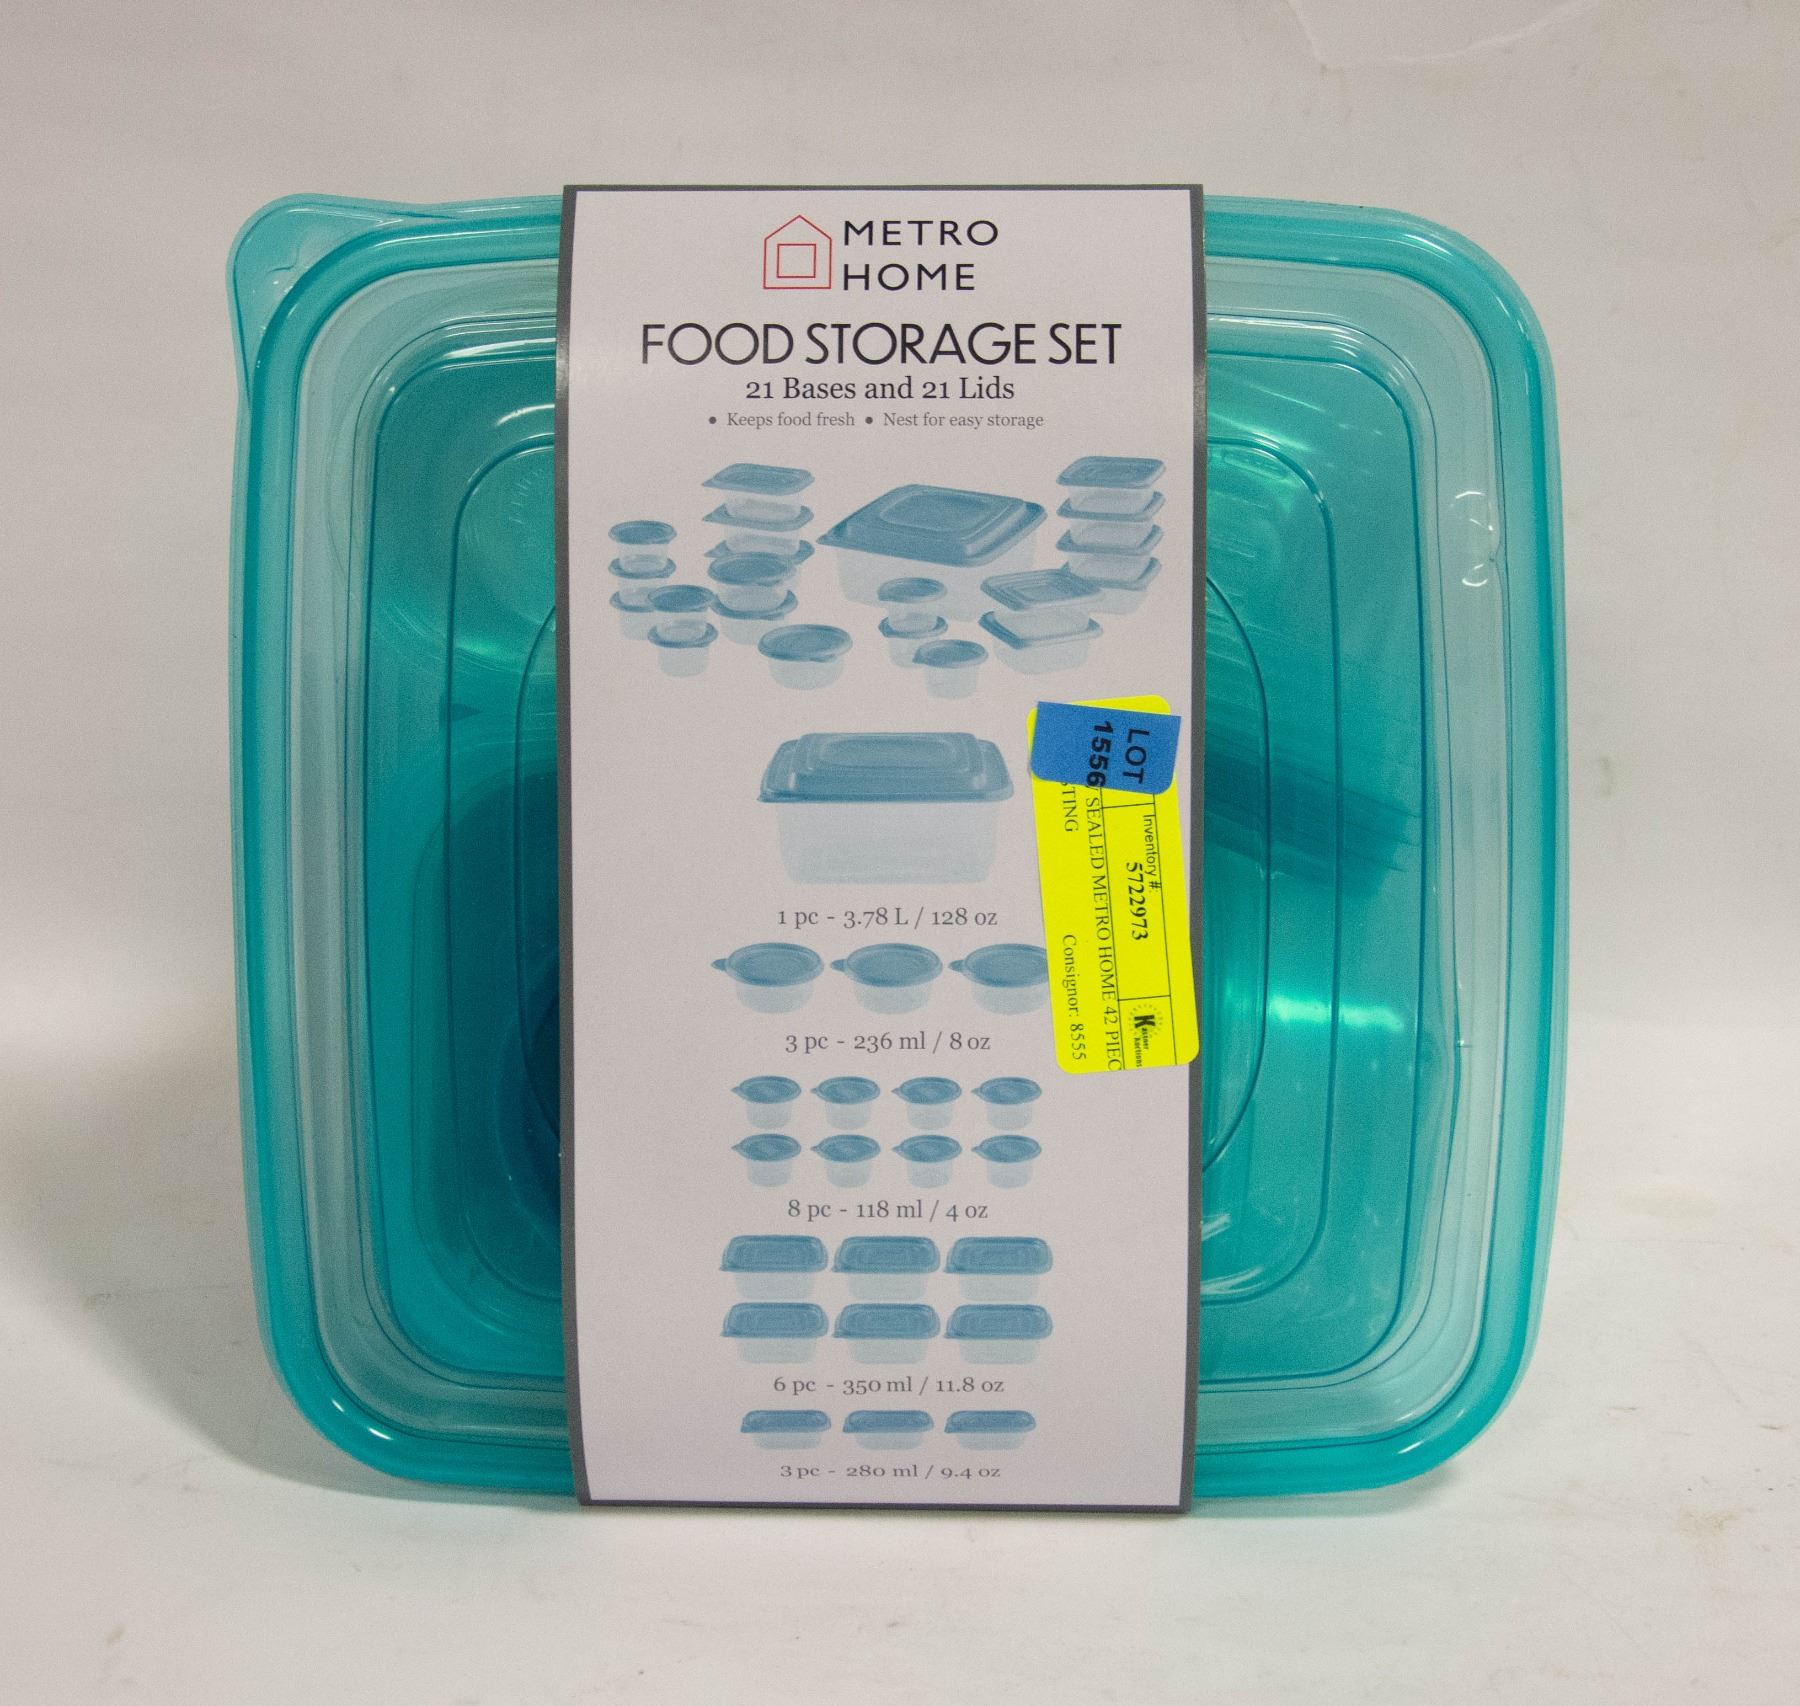 METRO
HOME
FOOD STORAGE SET
21 Bases and 21 Lids
• Keeps food fresh • Nest for easy storage
1 pc - 3.78 L / 128 oz
3 pc - 236 ml / 8 oz
8 pc - 118 ml / 4 oz
6 pc - 350 ml / 11.8 oz
3 pc - 280 ml / 9.4 oz
LOT
1556
Inventory #:
5722973
Kastner
Auctions
SEALED METRO HOME 42 PIEC
STING
Consignor: 8555